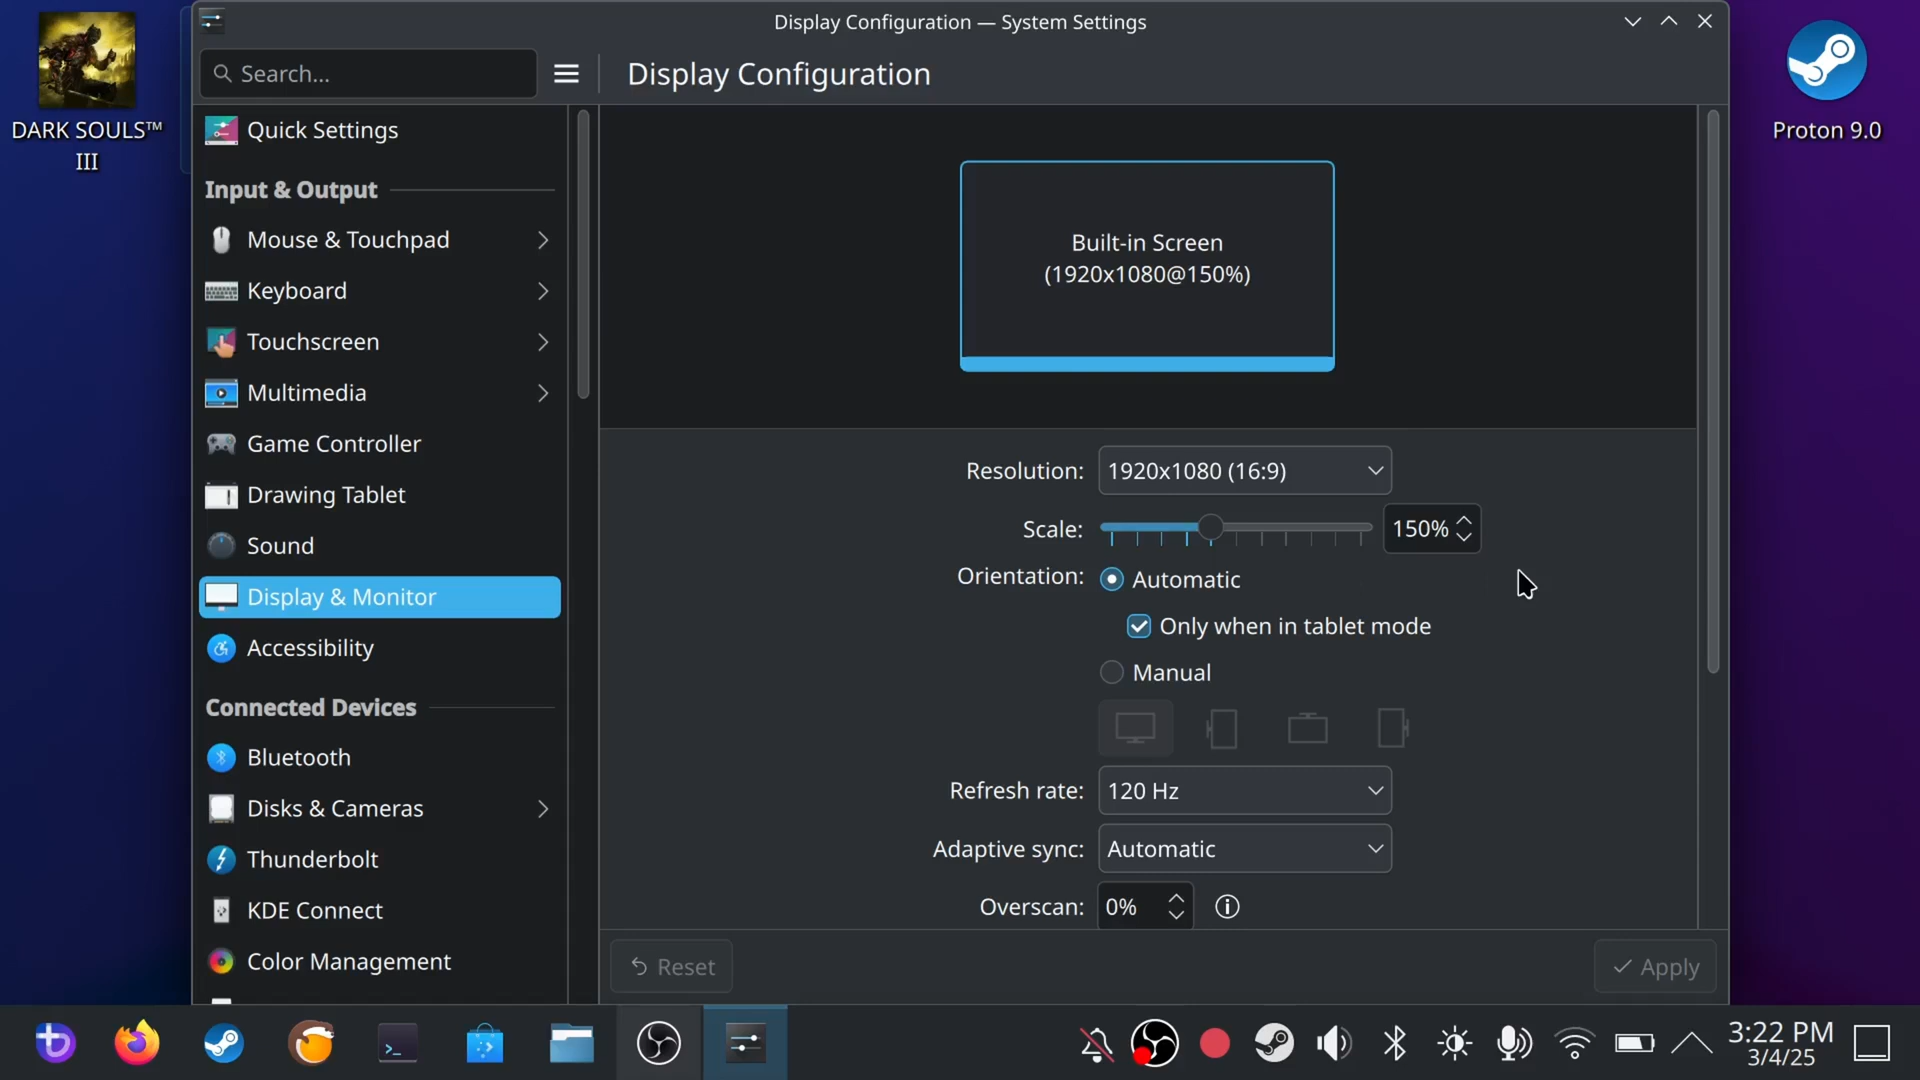 DARK SOULS™
III
Proton 9.0
Display Configuration — System Settings
Search...
Display Configuration
Quick Settings
Input & Output
Mouse & Touchpad
Keyboard
Touchscreen
Multimedia
Game Controller
Drawing Tablet
Sound
Display & Monitor
Accessibility
Connected Devices
Bluetooth
Disks & Cameras
Thunderbolt
KDE Connect
Color Management
Built-in Screen
(1920x1080@150%)
Resolution: 1920x1080 (16:9)
Scale: 150%
Orientation: Automatic
Only when in tablet mode
Manual
Refresh rate: 120 Hz
Adaptive sync: Automatic
Overscan: 0%
Reset
Apply
3:22 PM
3/4/25